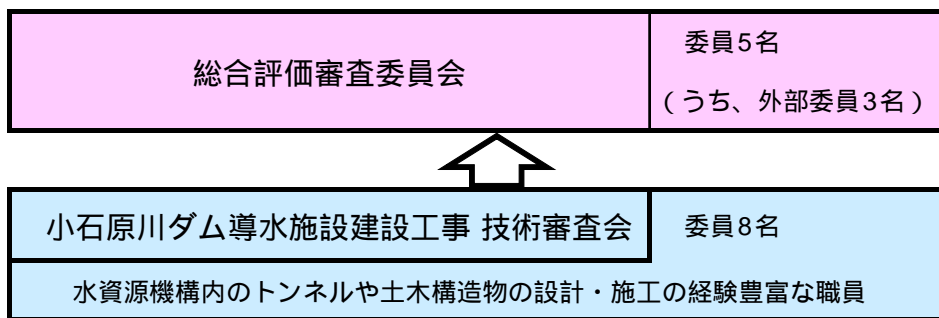 総合評価審査委員会
委員5名
(うち、外部委員3名)
小石原川ダム導水施設建設工事 技術審査会
委員8名
水資源機構内のトンネルや土木構造物の設計・施工の経験豊富な職員